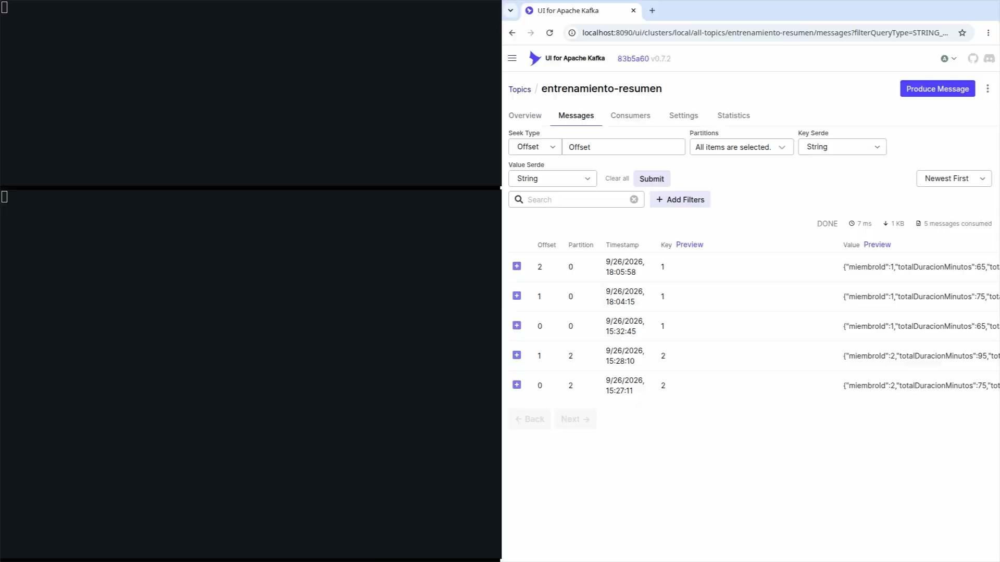 UI for Apache Kafka
localhost:8090/ui/clusters/local/all-topics/entrenamiento-resumen/messages?filterQueryType=STRING_...
UI for Apache Kafka 83b5a60 v0.7.2 A
Topics / entrenamiento-resumen Produce Message
Overview Messages Consumers Settings Statistics
Seek Type Partitions Key Serde
Offset Offset All items are selected. String
Value Serde
String Clear all Submit Newest First
Search + Add Filters
DONE 7 ms 1 KB 5 messages consumed
Offset Partition Timestamp Key Preview Value Preview
2 0 9/26/2026, 18:05:58 1 {"miembroId":1,"totalDuracionMinutos":65,"tot
1 0 9/26/2026, 18:04:15 1 {"miembroId":1,"totalDuracionMinutos":75,"tot
0 0 9/26/2026, 15:32:45 1 {"miembroId":1,"totalDuracionMinutos":65,"tot
1 2 9/26/2026, 15:28:10 2 {"miembroId":2,"totalDuracionMinutos":95,"tot
0 2 9/26/2026, 15:27:11 2 {"miembroId":2,"totalDuracionMinutos":75,"tot
← Back Next →